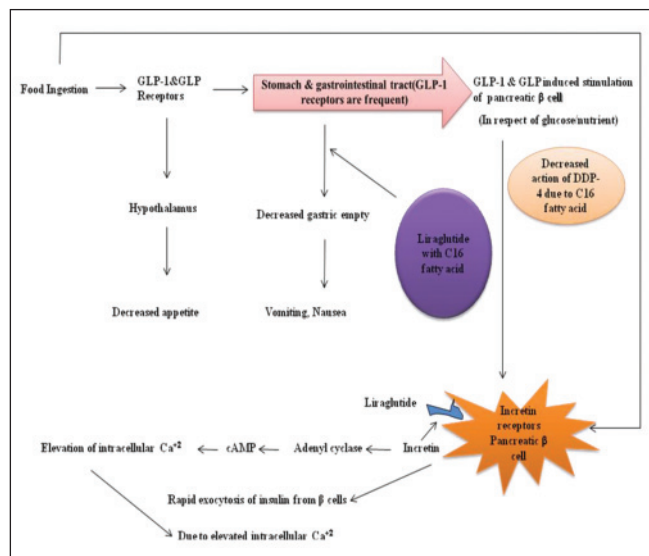 Food Ingestion
GLP-1&GLP
Receptors
Stomach & gastrointestinal tract(GLP-1
receptors are frequent)
GLP-1 & GLP induced stimulation
of pancreatic β cell
(In respect of glucose/nutrient)
Decreased
action of DDP-
4 due to C16
fatty acid
Hypothalamus
Decreased gastric empty
Liraglutide
with C16
fatty acid
Decreased appetite
Vomiting, Nausea
Liraglutide
Incretin
receptors
Pancreatic β
cell
Elevation of intracellular Ca+2
cAMP
Adenyl cyclase
Incretin
Rapid exocytosis of insulin from β cells
Due to elevated intracellular Ca+2